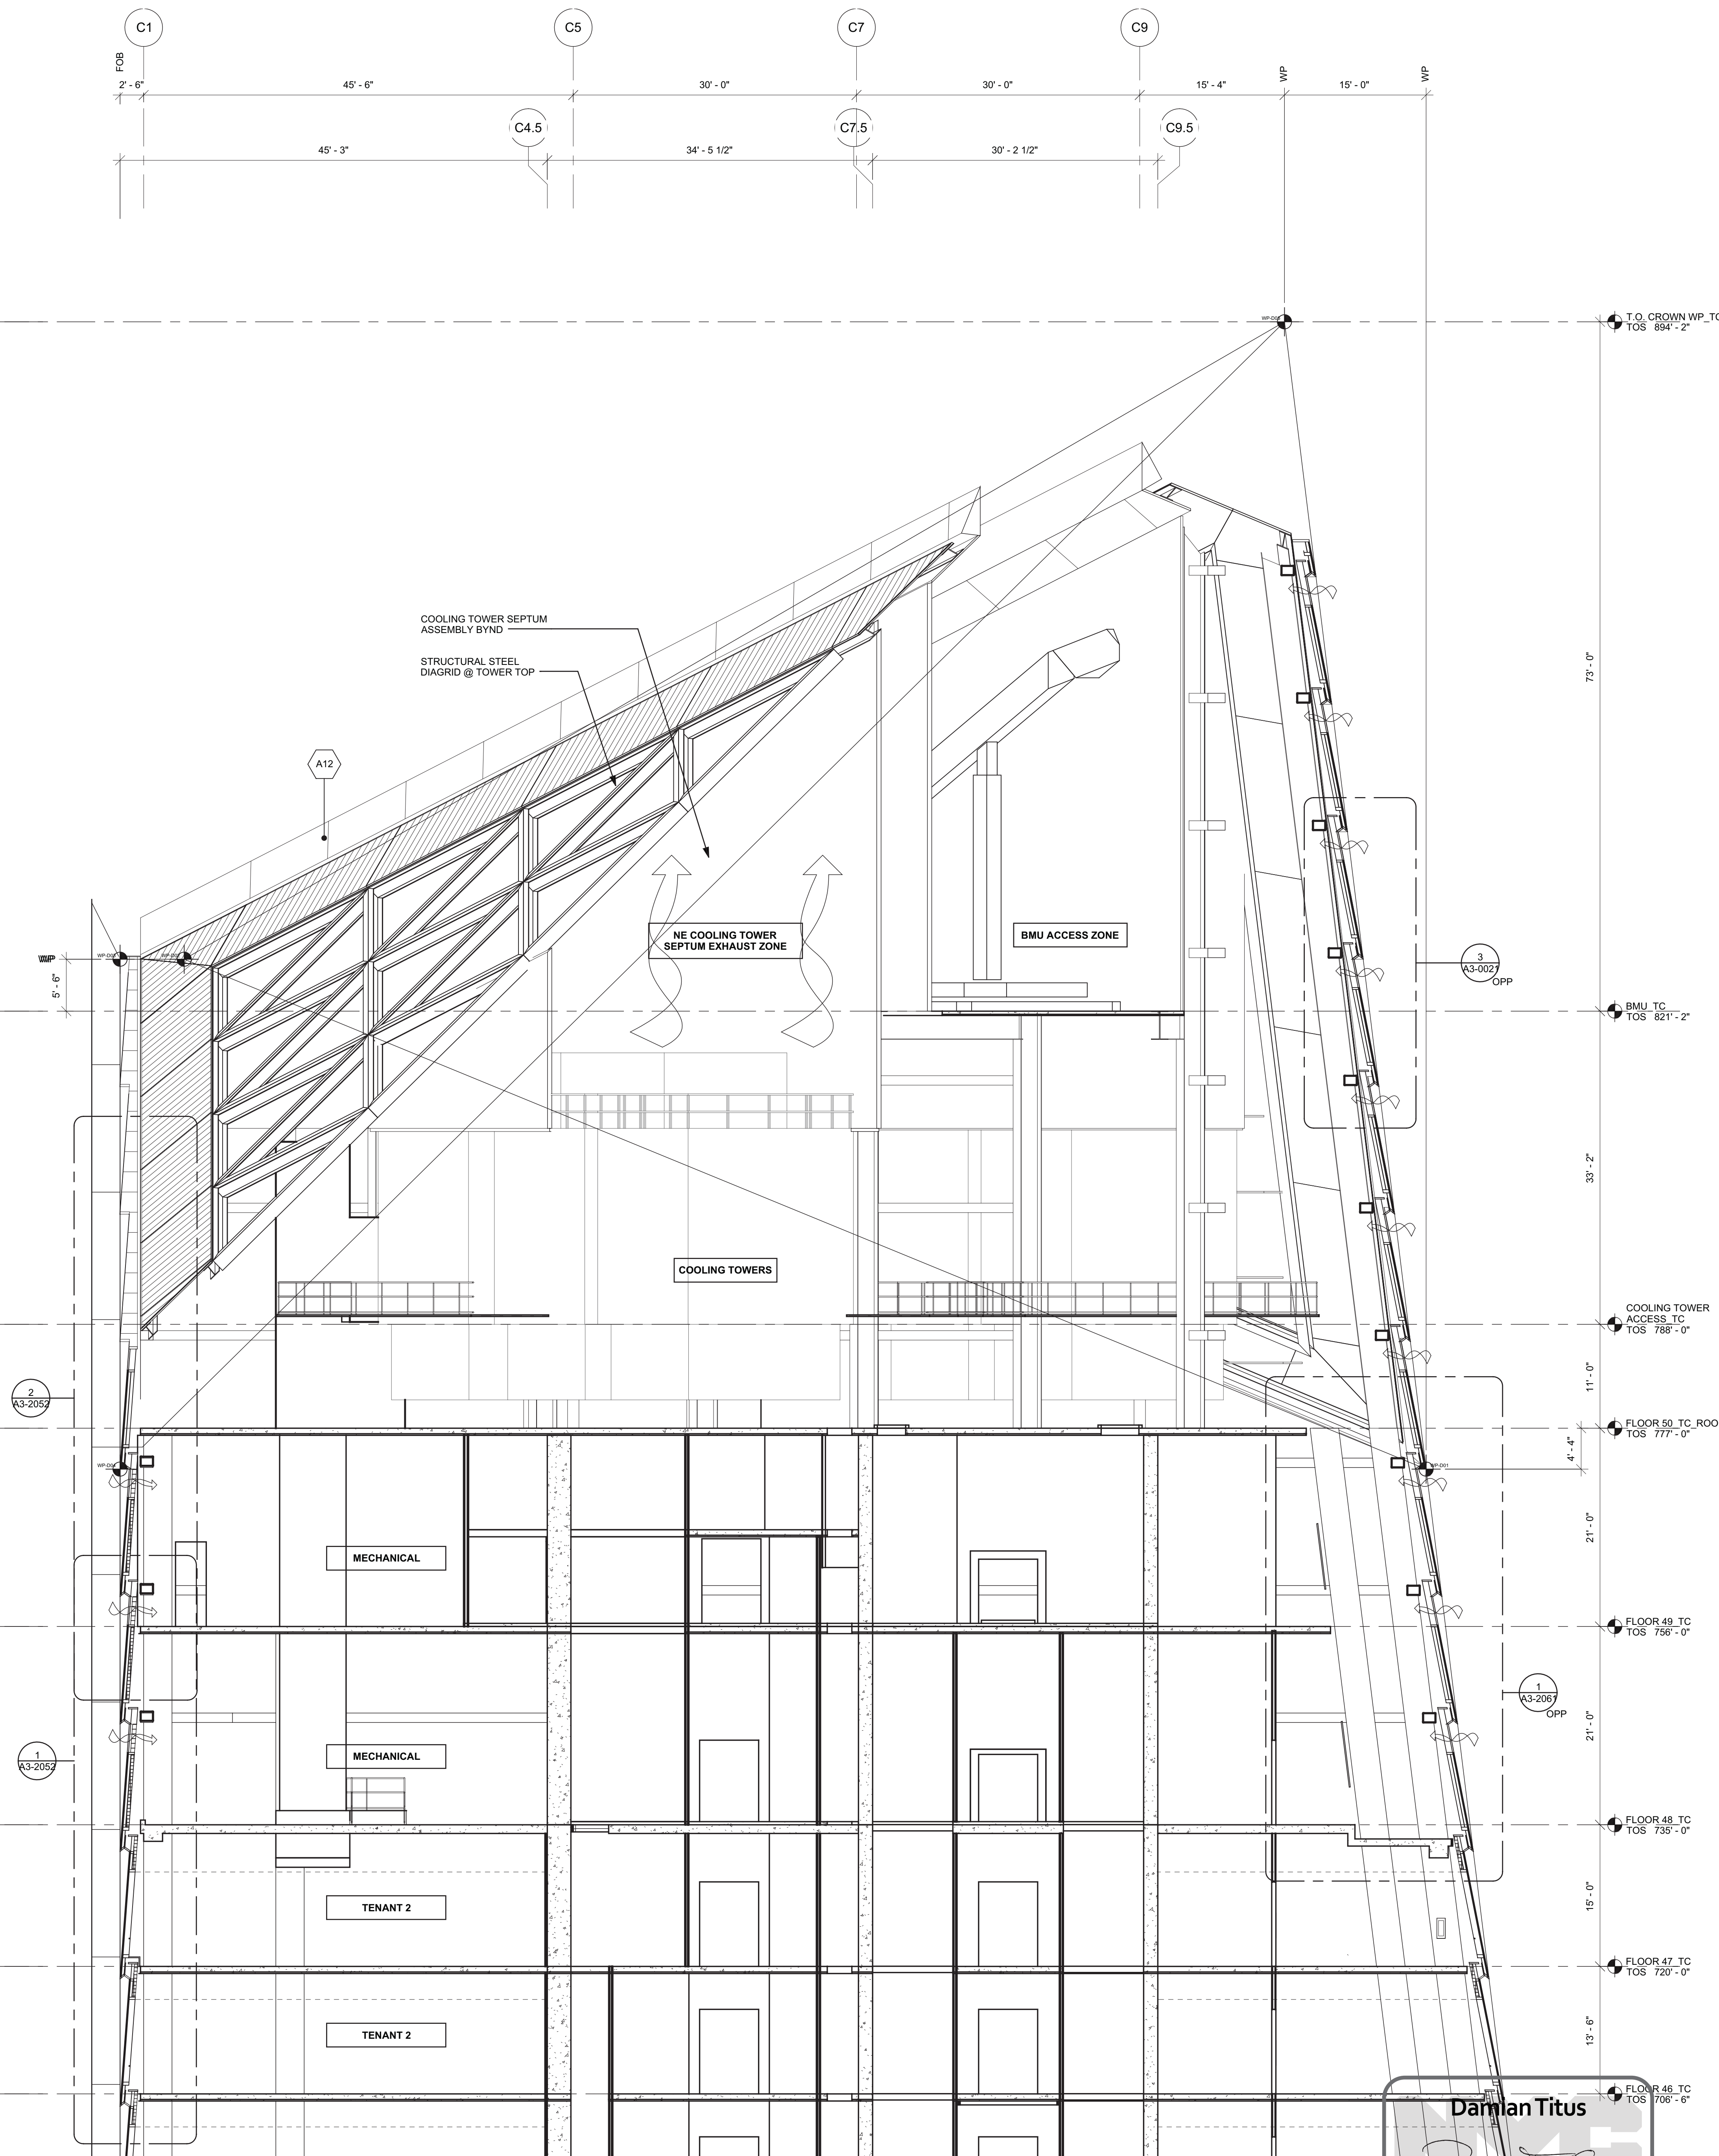 C1
C5
C7
C9
FOB
WP
WP
2' - 6"
45' - 6"
30' - 0"
30' - 0"
15' - 4"
15' - 0"
C4.5
C7.5
C9.5
45' - 3"
34' - 5 1/2"
30' - 2 1/2"
T.O. CROWN WP_TC
TOS 894' - 2"
COOLING TOWER SEPTUM
ASSEMBLY BYND
STRUCTURAL STEEL
DIAGRID @ TOWER TOP
73' - 0"
A12
NE COOLING TOWER
SEPTUM EXHAUST ZONE
BMU ACCESS ZONE
3
A3-0021
OPP
WP
5' - 6"
BMU_TC
TOS 821' - 2"
33' - 2"
COOLING TOWERS
COOLING TOWER
ACCESS_TC
TOS 788' - 0"
2
A3-2052
11' - 0"
FLOOR 50_TC_ROO
TOS 777' - 0"
4' - 4"
WP-D01
21' - 0"
MECHANICAL
FLOOR 49_TC
TOS 756' - 0"
1
A3-2061
OPP
21' - 0"
1
A3-2052
MECHANICAL
FLOOR 48_TC
TOS 735' - 0"
TENANT 2
15' - 0"
FLOOR 47_TC
TOS 720' - 0"
TENANT 2
13' - 6"
FLOOR 46_TC
TOS 706' - 6"
Damian Titus